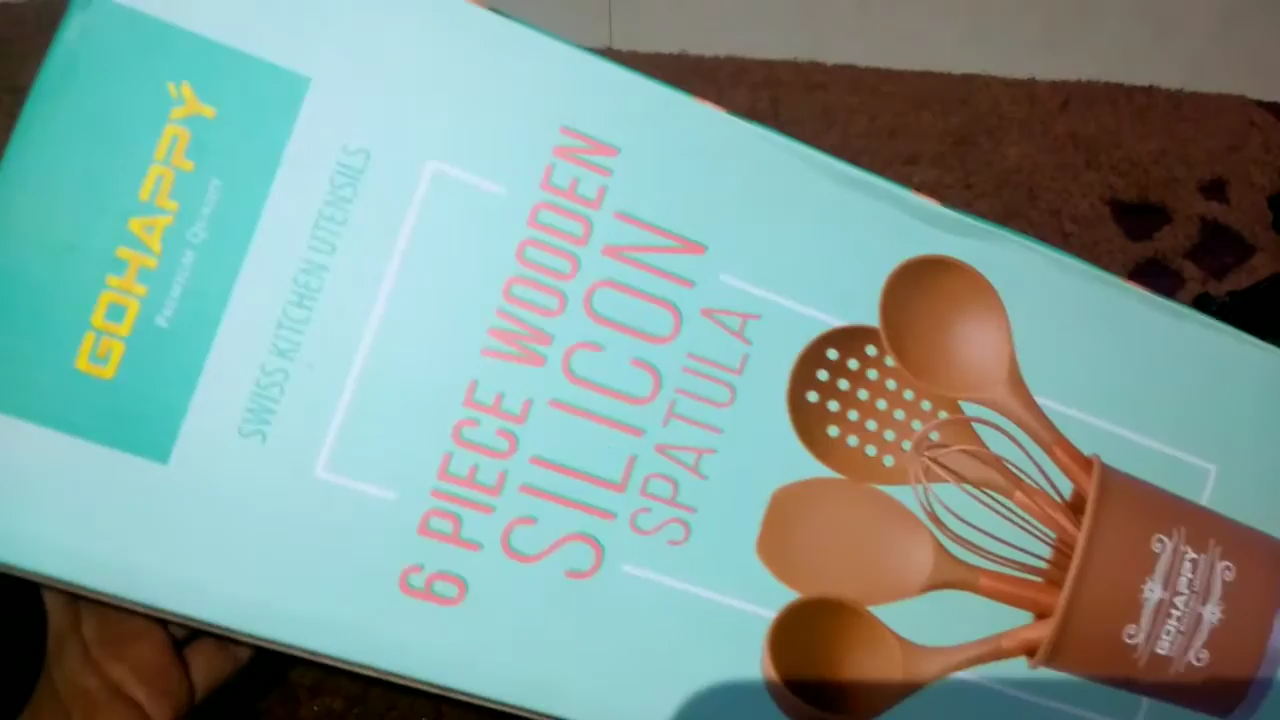 GOHAPPY
PREMIUM QUALITY
SWISS KITCHEN UTENSILS
6 PIECE WOODEN
SILICON
SPATULA
GOHAPPY